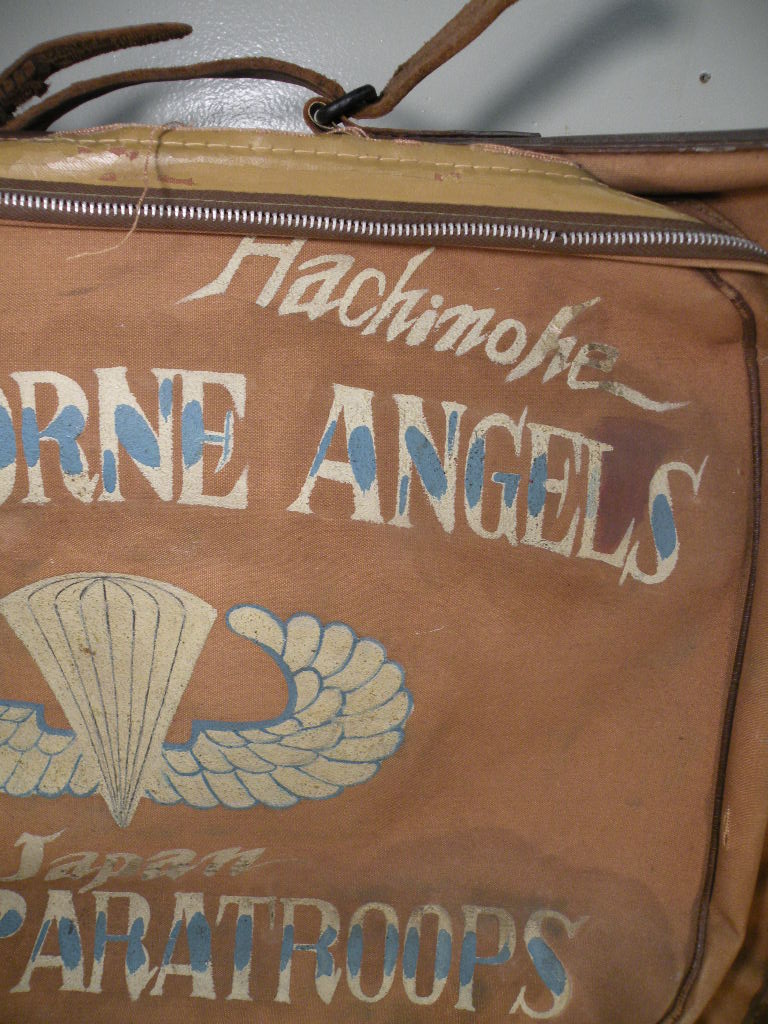 Hachinohe
ORNE ANGELS
Japan
PARATROOPS